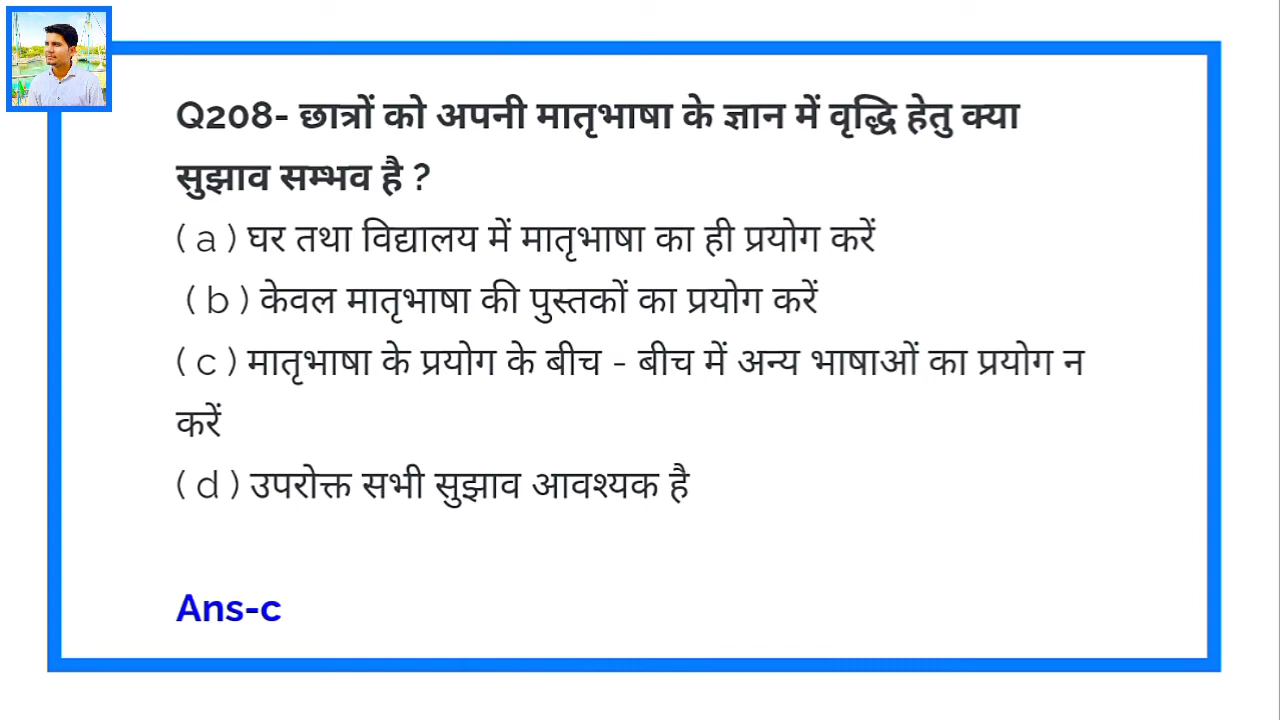 Q208- छात्रों को अपनी मातृभाषा के ज्ञान में वृद्धि हेतु क्या
सुझाव सम्भव है ?
( a ) घर तथा विद्यालय में मातृभाषा का ही प्रयोग करें
( b ) केवल मातृभाषा की पुस्तकों का प्रयोग करें
( c ) मातृभाषा के प्रयोग के बीच - बीच में अन्य भाषाओं का प्रयोग न
करें
( d ) उपरोक्त सभी सुझाव आवश्यक है
Ans-c